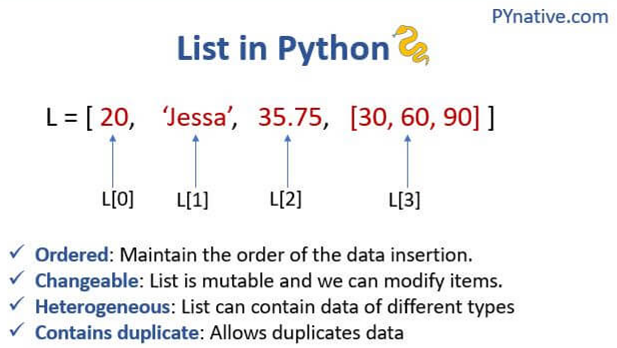 PYnative.com
List in Python
L = [ 20, ‘Jessa’, 35.75, [30, 60, 90] ]
L[0] L[1] L[2] L[3]
✓ Ordered: Maintain the order of the data insertion.
✓ Changeable: List is mutable and we can modify items.
✓ Heterogeneous: List can contain data of different types
✓ Contains duplicate: Allows duplicates data